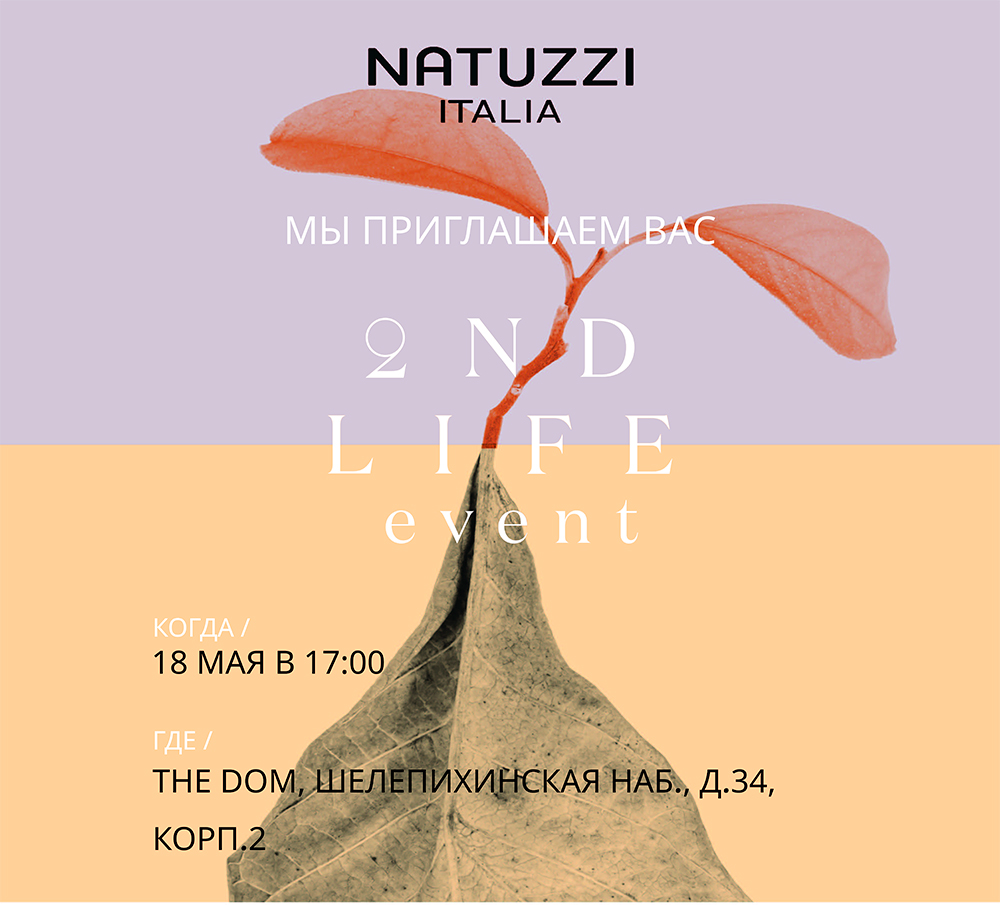 NATUZZI
ITALIA
МЫ ПРИГЛАШАЕМ ВАС
2ND
LIFE
event
КОГДА /
18 МАЯ В 17:00
ГДЕ /
THE DOM, ШЕЛЕПИХИНСКАЯ НАБ., Д.34,
КОРП.2